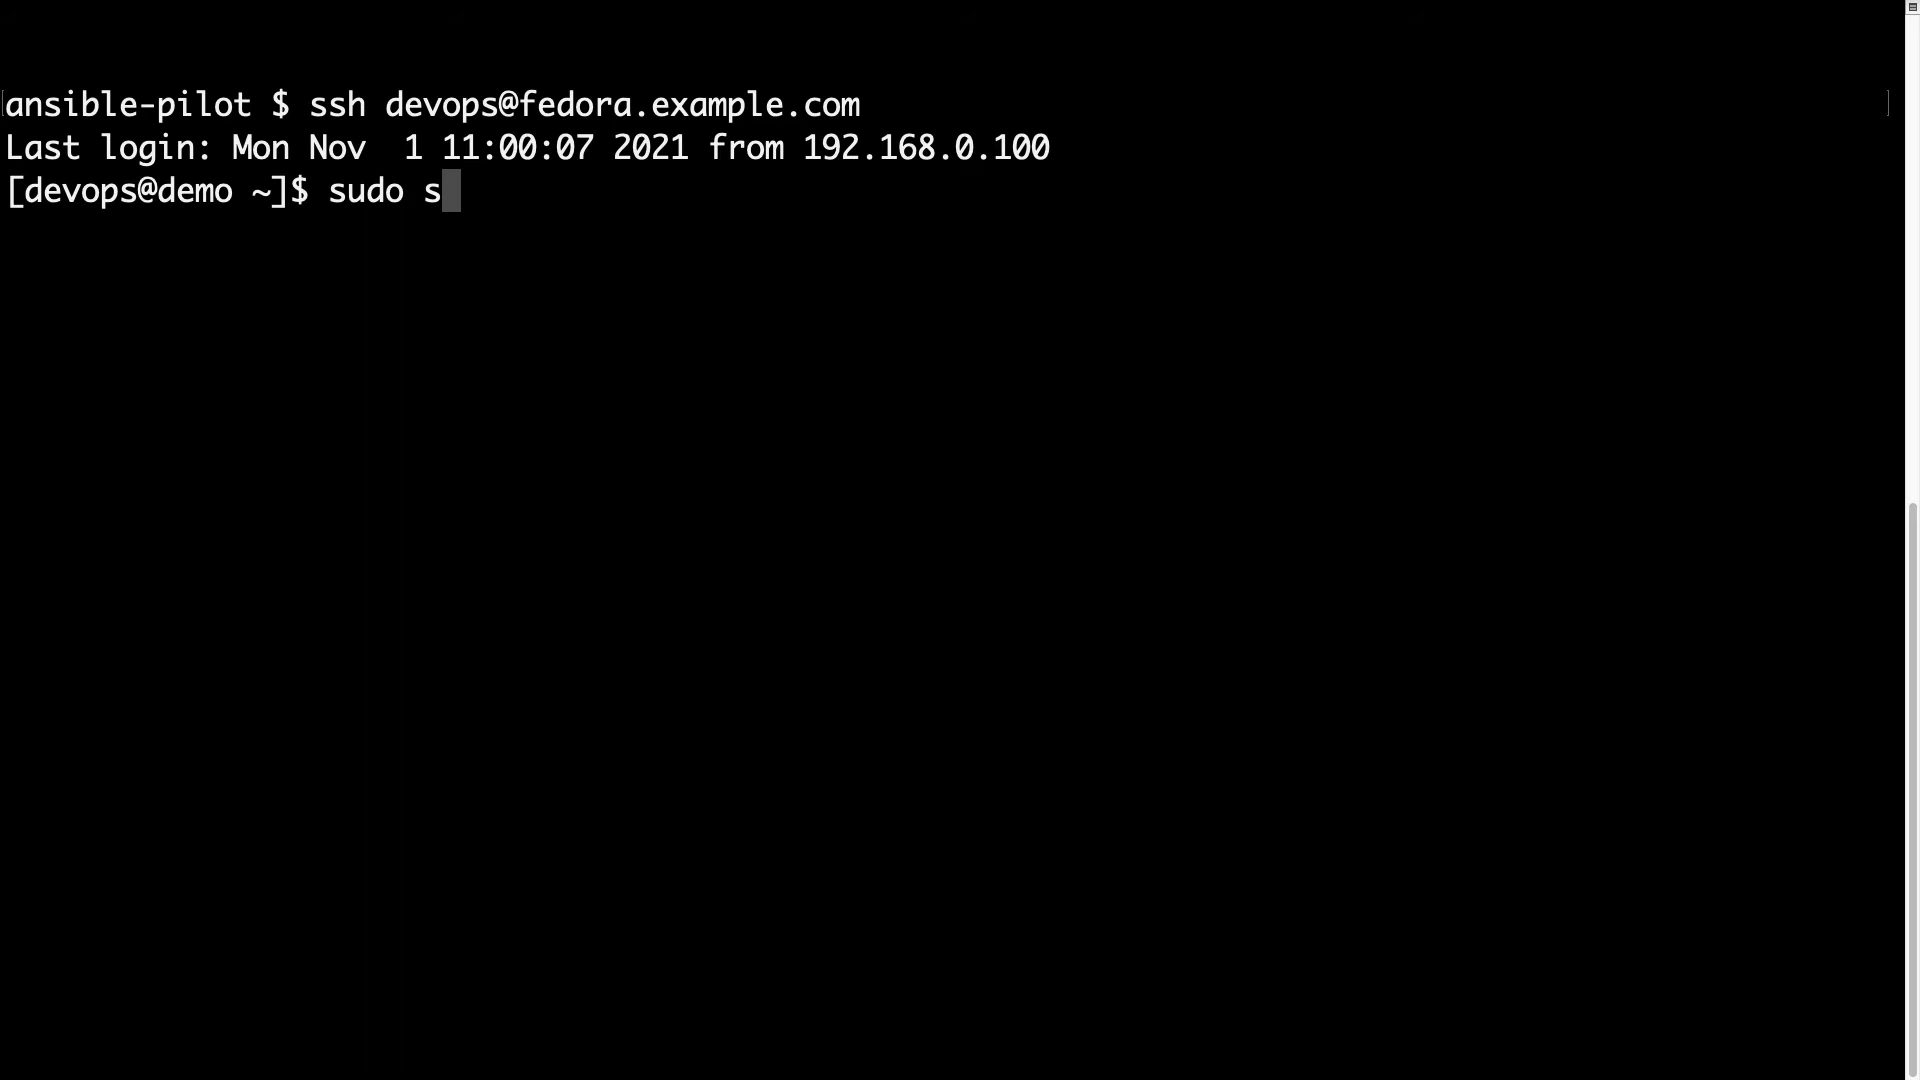 ansible-pilot $ ssh devops@fedora.example.com
Last login: Mon Nov  1 11:00:07 2021 from 192.168.0.100
[devops@demo ~]$ sudo s